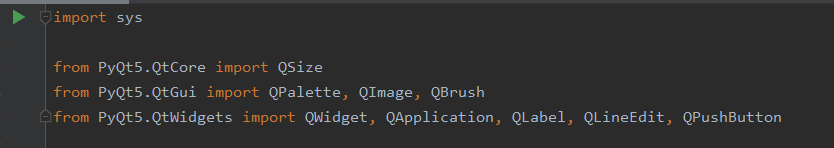 import sys
from PyQt5.QtCore import QSize
from PyQt5.QtGui import QPalette, QImage, QBrush
from PyQt5.QtWidgets import QWidget, QApplication, QLabel, QLineEdit, QPushButton